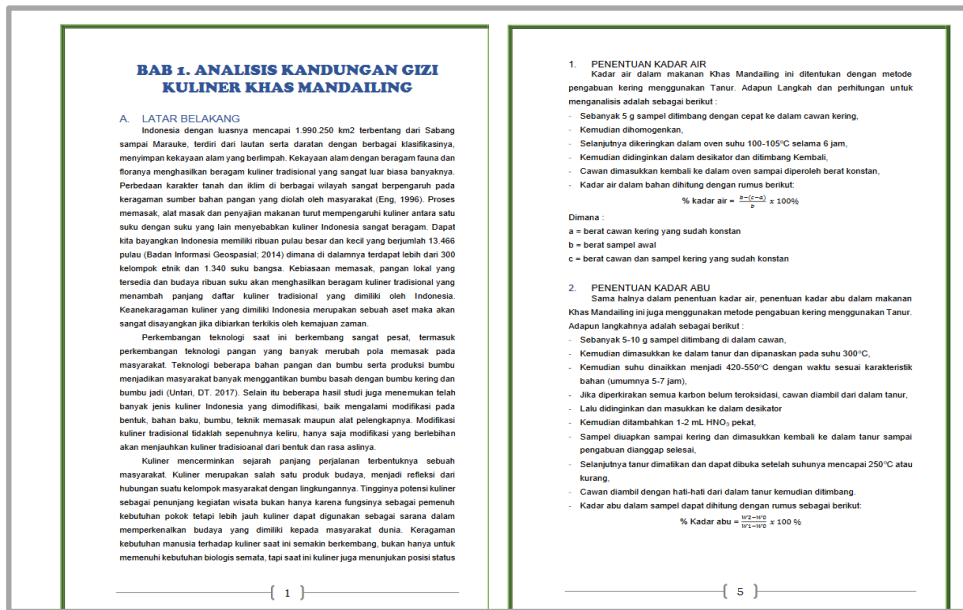 BAB 1. ANALISIS KANDUNGAN GIZI
KULINER KHAS MANDAILING
A. LATAR BELAKANG
Indonesia dengan luasnya mencapai 1.990.250 km2 terbentang dari Sabang
sampai Marauke, terdiri dari lautan serta daratan dengan berbagai klasifikasinya,
menyimpan kekayaan alam yang berlimpah. Kekayaan alam dengan beragam fauna dan
floranya menghasilkan beragam kuliner tradisional yang sangat luar biasa banyaknya.
Perbedaan karakter tanah dan iklim di berbagai wilayah sangat berpengaruh pada
keragaman sumber bahan pangan yang diolah oleh masyarakat (Eng, 1996). Proses
memasak, alat masak dan penyajian makanan turut mempengaruhi kuliner antara satu
suku dengan suku yang lain menyebabkan kuliner Indonesia sangat beragam. Dapat
kita bayangkan Indonesia memiliki ribuan pulau besar dan kecil yang berjumlah 13.466
pulau (Badan Informasi Geospasial; 2014) dimana di dalamnya terdapat lebih dari 300
kelompok etnik dan 1.340 suku bangsa. Kebiasaan memasak, pangan lokal yang
tersedia dan budaya ribuan suku akan menghasilkan beragam kuliner tradisional yang
menambah panjang daftar kuliner tradisional yang dimiliki oleh Indonesia.
Keanekaragaman kuliner yang dimiliki Indonesia merupakan sebuah aset maka akan
sangat disayangkan jika dibiarkan terkikis oleh kemajuan zaman.
Perkembangan teknologi saat ini berkembang sangat pesat, termasuk
perkembangan teknologi pangan yang banyak merubah pola memasak pada
masyarakat. Teknologi beberapa bahan pangan dan bumbu serta produksi bumbu
menjadikan masyarakat banyak menggantikan bumbu basah dengan bumbu kering dan
bumbu jadi (Untari, DT. 2017). Selain itu beberapa hasil studi juga menemukan telah
banyak jenis kuliner Indonesia yang dimodifikasi, baik mengalami modifikasi pada
bentuk, bahan baku, bumbu, teknik memasak maupun alat pelengkapnya. Modifikasi
kuliner tradisional tidaklah sepenuhnya keliru, hanya saja modifikasi yang berlebihan
akan menjauhkan kuliner tradisioanal dari bentuk dan rasa aslinya.
Kuliner mencerminkan sejarah panjang perjalanan terbentuknya sebuah
masyarakat. Kuliner merupakan salah satu produk budaya, menjadi refleksi dari
hubungan suatu kelompok masyarakat dengan lingkungannya. Tingginya potensi kuliner
sebagai penunjang kegiatan wisata bukan hanya karena fungsinya sebagai pemenuh
kebutuhan pokok tetapi lebih jauh kuliner dapat digunakan sebagai sarana dalam
memperkenalkan budaya yang dimiliki kepada masyarakat dunia. Keragaman
kebutuhan manusia terhadap kuliner saat ini semakin berkembang, bukan hanya untuk
memenuhi kebutuhan biologis semata, tapi saat ini kuliner juga menunjukan posisi status
1
1. PENENTUAN KADAR AIR
Kadar air dalam makanan Khas Mandailing ini ditentukan dengan metode
pengabuan kering menggunakan Tanur. Adapun Langkah dan perhitungan untuk
menganalisis adalah sebagai berikut :
- Sebanyak 5 g sampel ditimbang dengan cepat ke dalam cawan kering,
- Kemudian dihomogenkan,
- Selanjutnya dikeringkan dalam oven suhu 100-105°C selama 6 jam,
- Kemudian didinginkan dalam desikator dan ditimbang Kembali,
- Cawan dimasukkan kembali ke dalam oven sampai diperoleh berat konstan,
- Kadar air dalam bahan dihitung dengan rumus berikut:
% kadar air = b−(c−a)/b x 100%
Dimana :
a = berat cawan kering yang sudah konstan
b = berat sampel awal
c = berat cawan dan sampel kering yang sudah konstan
2. PENENTUAN KADAR ABU
Sama halnya dalam penentuan kadar air, penentuan kadar abu dalam makanan
Khas Mandailing ini juga menggunakan metode pengabuan kering menggunakan Tanur.
Adapun langkahnya adalah sebagai berikut :
- Sebanyak 5-10 g sampel ditimbang di dalam cawan,
- Kemudian dimasukkan ke dalam tanur dan dipanaskan pada suhu 300°C,
- Kemudian suhu dinaikkan menjadi 420-550°C dengan waktu sesuai karakteristik
bahan (umumnya 5-7 jam),
- Jika diperkirakan semua karbon belum teroksidasi, cawan diambil dari dalam tanur,
- Lalu didinginkan dan masukkan ke dalam desikator
- Kemudian ditambahkan 1-2 mL HNO₃ pekat,
- Sampel diuapkan sampai kering dan dimasukkan kembali ke dalam tanur sampai
pengabuan dianggap selesai,
- Selanjutnya tanur dimatikan dan dapat dibuka setelah suhunya mencapai 250°C atau
kurang,
- Cawan diambil dengan hati-hati dari dalam tanur kemudian ditimbang.
- Kadar abu dalam sampel dapat dihitung dengan rumus sebagai berikut:
% Kadar abu = W2−W0/W1−W0 x 100 %
5